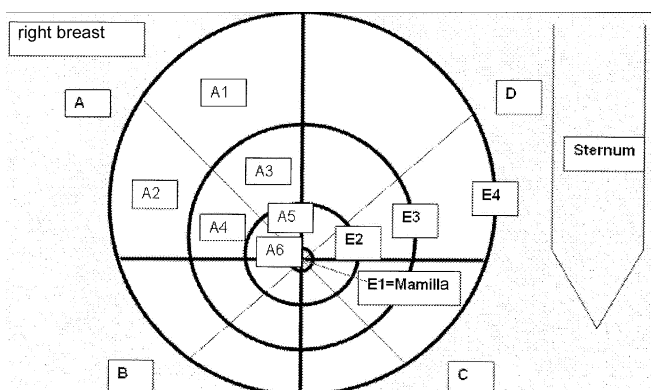 right breast
A1
A
D
Sternum
A3
A2
E4
A5
E3
A4
E2
A6
E1=Mamilla
B
C